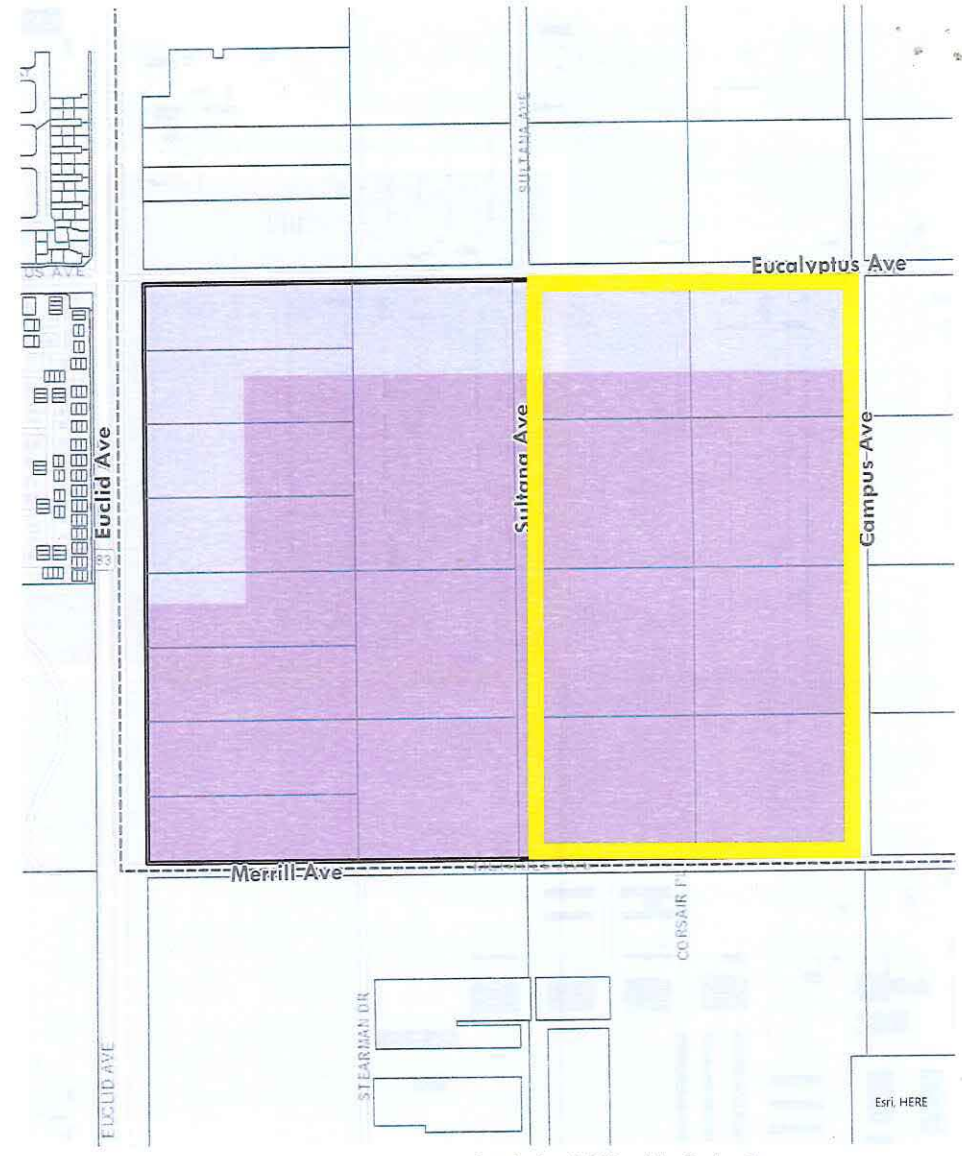 SULTANA AVE
US AVE
Eucalyptus Ave
Euclid Ave
Sultana Ave
Campus Ave
83
Merrill Ave
CORSAIR PL
STEARMAN DR
EUCLID AVE
Esri, HERE